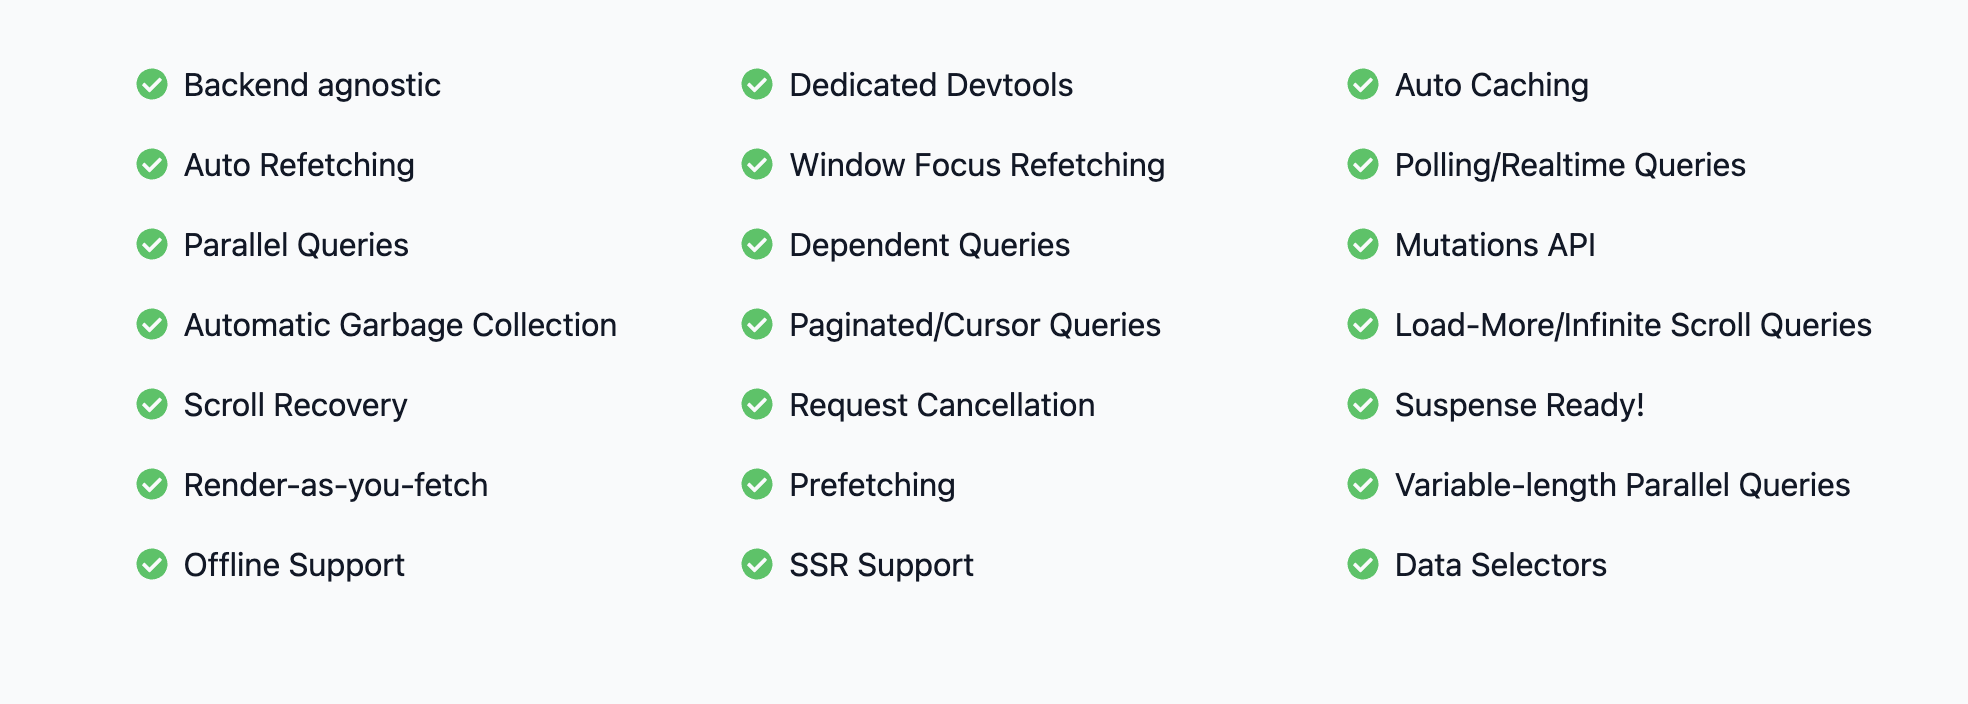 Backend agnostic
Dedicated Devtools
Auto Caching
Auto Refetching
Window Focus Refetching
Polling/Realtime Queries
Parallel Queries
Dependent Queries
Mutations API
Automatic Garbage Collection
Paginated/Cursor Queries
Load-More/Infinite Scroll Queries
Scroll Recovery
Request Cancellation
Suspense Ready!
Render-as-you-fetch
Prefetching
Variable-length Parallel Queries
Offline Support
SSR Support
Data Selectors